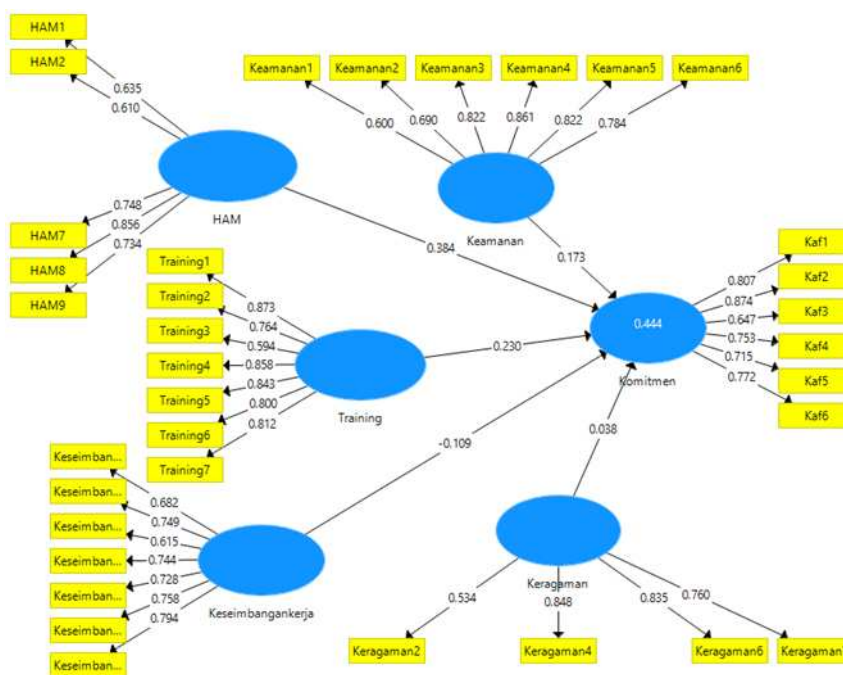 HAM1
HAM2
0.635
0.610
HAM
0.748
0.856
0.734
HAM7
HAM8
HAM9
Keamanan1
Keamanan2
Keamanan3
Keamanan4
Keamanan5
Keamanan6
0.600
0.690
0.822
0.861
0.822
0.784
Keamanan
0.384
0.173
Training1
Training2
Training3
Training4
Training5
Training6
Training7
0.873
0.764
0.594
0.858
0.843
0.800
0.812
Training
0.230
0.444
Komitmen
0.807
0.874
0.647
0.753
0.715
0.772
Kaf1
Kaf2
Kaf3
Kaf4
Kaf5
Kaf6
-0.109
0.038
Keseimban...
Keseimban...
Keseimban...
Keseimban...
Keseimban...
Keseimban...
Keseimban...
0.682
0.749
0.615
0.744
0.728
0.758
0.794
Keseimbangankerja
Keragaman
0.534
0.848
0.835
0.760
Keragaman2
Keragaman4
Keragaman6